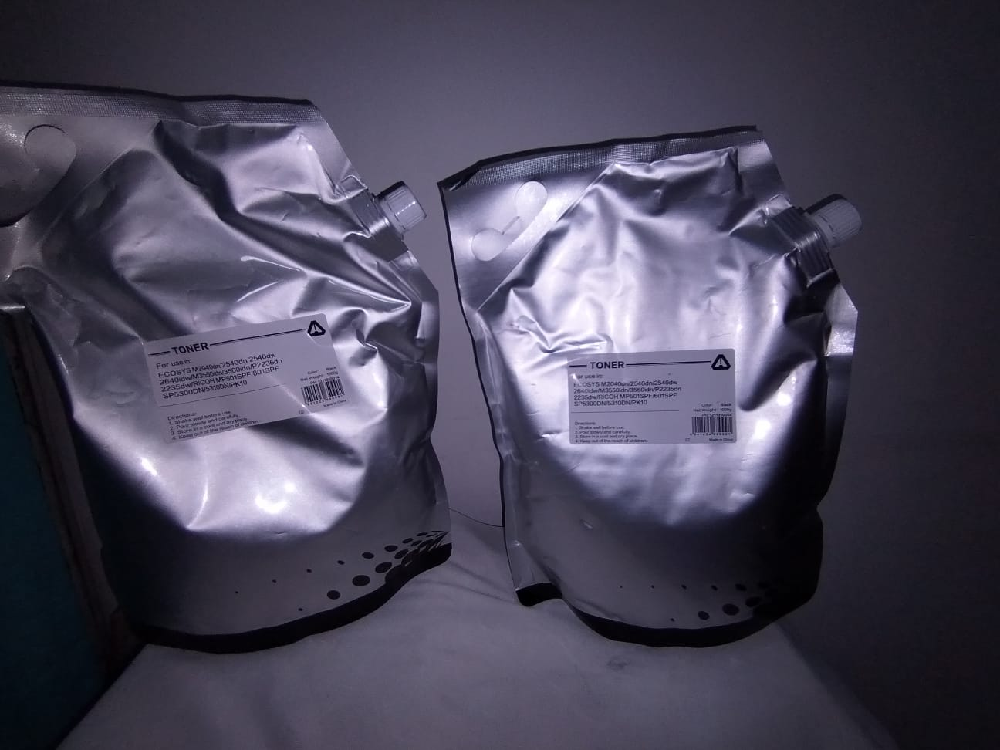 TONER
For use in:
ECOSYS M2040dn/2540dn/2540dw
2640idw/M3550idn/3560idn/P2235dn
2235dw/RICOH MP501SPF/601SPF
SP5300DN/5310DN/PK10
Color: Black
Net Weight: 1000g
Directions:
1. Shake well before use.
2. Pour slowly and carefully.
3. Store in a cool and dry place.
4. Keep out of the reach of children.
02
Made in China
TONER
For use in:
ECOSYS M2040dn/2540dn/2540dw
2640idw/M3550idn/3560idn/P2235dn
2235dw/RICOH MP501SPF/601SPF
SP5300DN/5310DN/PK10
Color: Black
Net Weight: 1000g
Directions:
1. Shake well before use.
2. Pour slowly and carefully.
3. Store in a cool and dry place.
4. Keep out of the reach of children.
02
Made in China